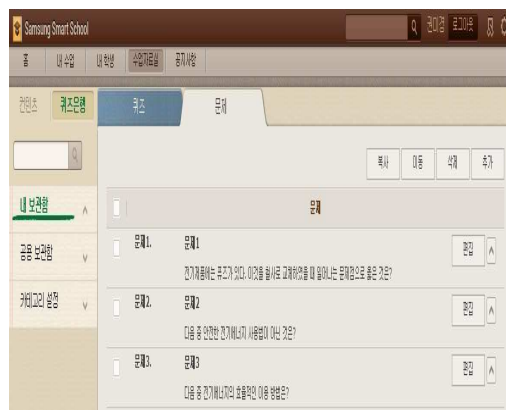 Samsung Smart School
권미경 로그아웃
홈 내 수업 내 학생 수업자료실 공지사항
컨텐츠 퀴즈은행 퀴즈 문제
복사 이동 삭제 추가
내 보관함
공용 보관함
카테고리 설정
문제
문제1. 문제1 편집
전기제품에는 퓨즈가 있다. 이것을 철사로 교체하였을 때 일어나는 문제점으로 옳은 것은?
문제2. 문제2 편집
다음 중 안전한 전기에너지 사용법이 아닌 것은?
문제3. 문제3 편집
다음 중 전기에너지의 효율적인 이용 방법은?